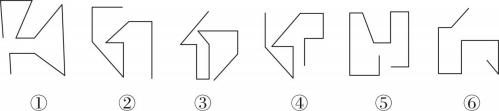 ① ② ③ ④ ⑤ ⑥